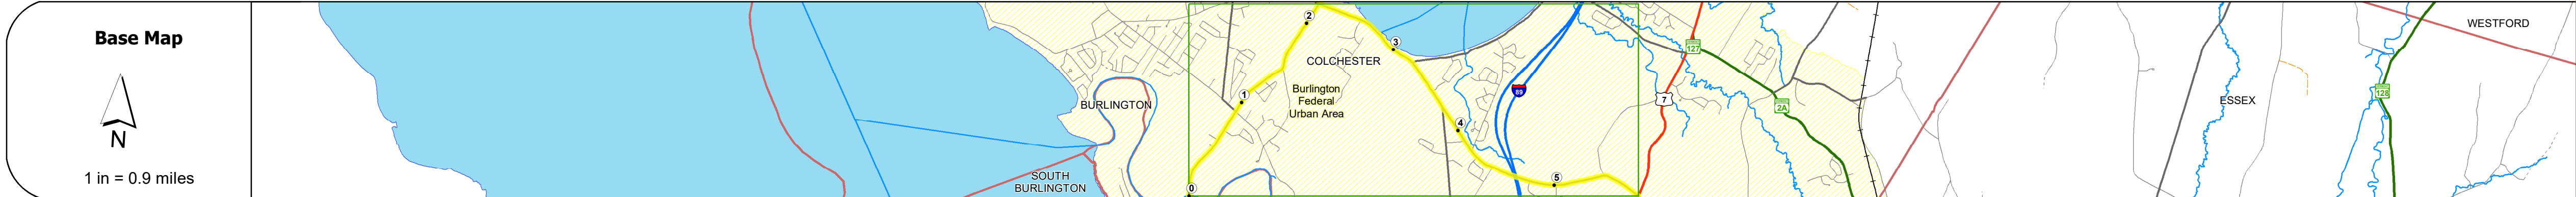 Base Map
N
1 in = 0.9 miles
BURLINGTON
SOUTH
BURLINGTON
0
1
2
3
4
5
COLCHESTER
Burlington
Federal
Urban Area
89
7
127
2A
ESSEX
128
WESTFORD